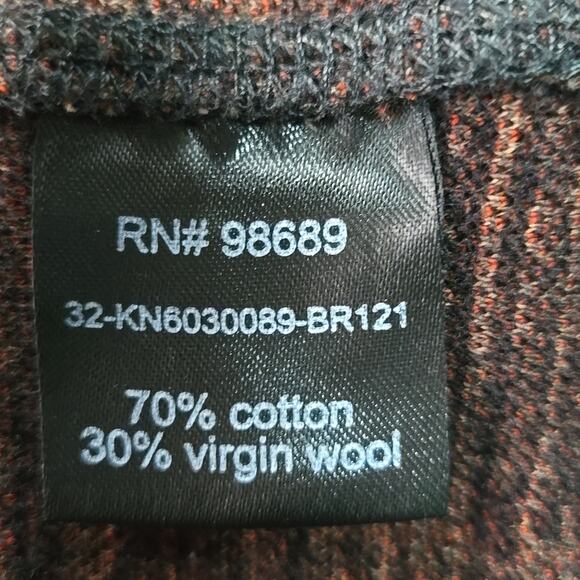 RN# 98689
32-KN6030089-BR121
70% cotton
30% virgin wool